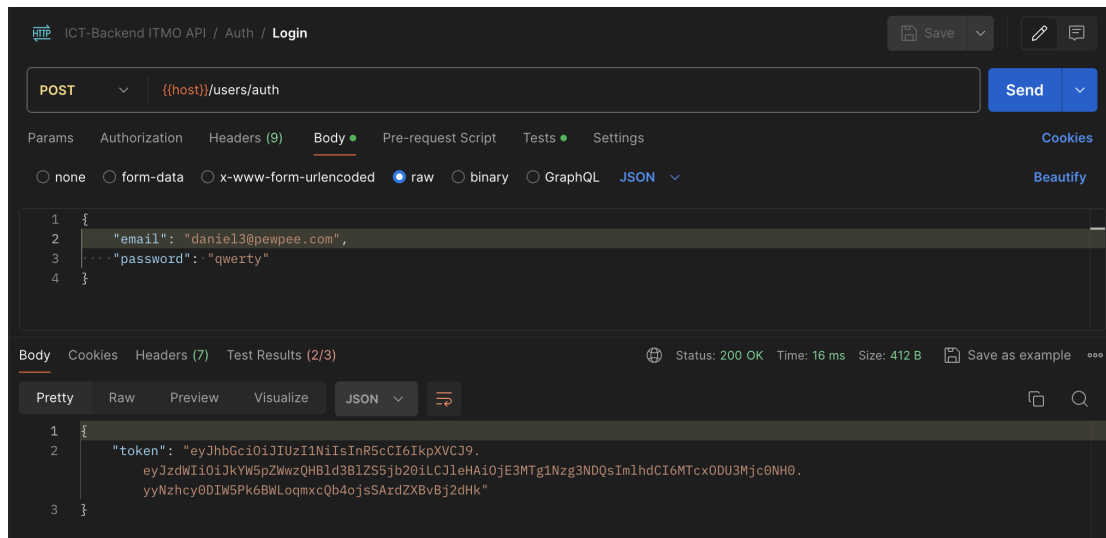 HTTP ICT-Backend ITMO API / Auth / Login
Save
POST {{host}}/users/auth
Send
Params Authorization Headers (9) Body Pre-request Script Tests Settings Cookies
none form-data x-www-form-urlencoded raw binary GraphQL JSON Beautify
1 {
2 "email": "daniel3@pewpee.com",
3 "password": "qwerty"
4 }
Body Cookies Headers (7) Test Results (2/3) Status: 200 OK Time: 16 ms Size: 412 B Save as example
Pretty Raw Preview Visualize JSON
1 {
2 "token": "eyJhbGciOiJIUzI1NiIsInR5cCI6IkpXVCJ9.
eyJzdWIiOiJkYW5pZWwzQHBld3BlZS5jb20iLCJleHAiOjE3MTg1Nzg3NDQsImlhdCI6MTcxODU3Mjc0NH0.
yyNzhcy0DIW5Pk6BWLoqmxcQb4ojsSArdZXBvBj2dHk"
3 }